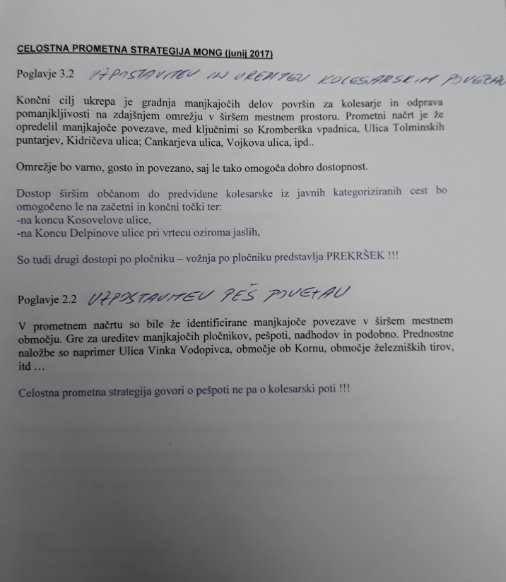 CELOSTNA PROMETNA STRATEGIJA MONG (junij 2017)
Poglavje 3.2 VZPOSTAVITEV IN UREDITEV KOLESARSKIH POVEZAV
Končni cilj ukrepa je gradnja manjkajočih delov površin za kolesarje in odprava
pomanjkljivosti na zdajšnjem omrežju v širšem mestnem prostoru. Prometni načrt je že
opredelil manjkajoče povezave, med ključnimi so Kromberška vpadnica, Ulica Tolminskih
puntarjev, Kidričeva ulica; Cankarjeva ulica, Vojkova ulica, ipd..
Omrežje bo varno, gosto in povezano, saj le tako omogoča dobro dostopnost.
Dostop širšim občanom do predvidene kolesarske iz javnih kategoriziranih cest bo
omogočeno le na začetni in končni točki ter:
-na koncu Kosovelove ulice,
-na Koncu Delpinove ulice pri vrtecu oziroma jaslih,
So tudi drugi dostopi po pločniku – vožnja po pločniku predstavlja PREKRŠEK !!!
Poglavje 2.2 VZPOSTAVITEV PEŠ POVEZAV
V prometnem načrtu so bile že identificirane manjkajoče povezave v širšem mestnem
območju. Gre za ureditev manjkajočih pločnikov, pešpoti, nadhodov in podobno. Prednostne
naložbe so naprimer Ulica Vinka Vodopivca, območje ob Kornu, območje železniških tirov,
itd ...
Celostna prometna strategija govori o pešpoti ne pa o kolesarski poti !!!